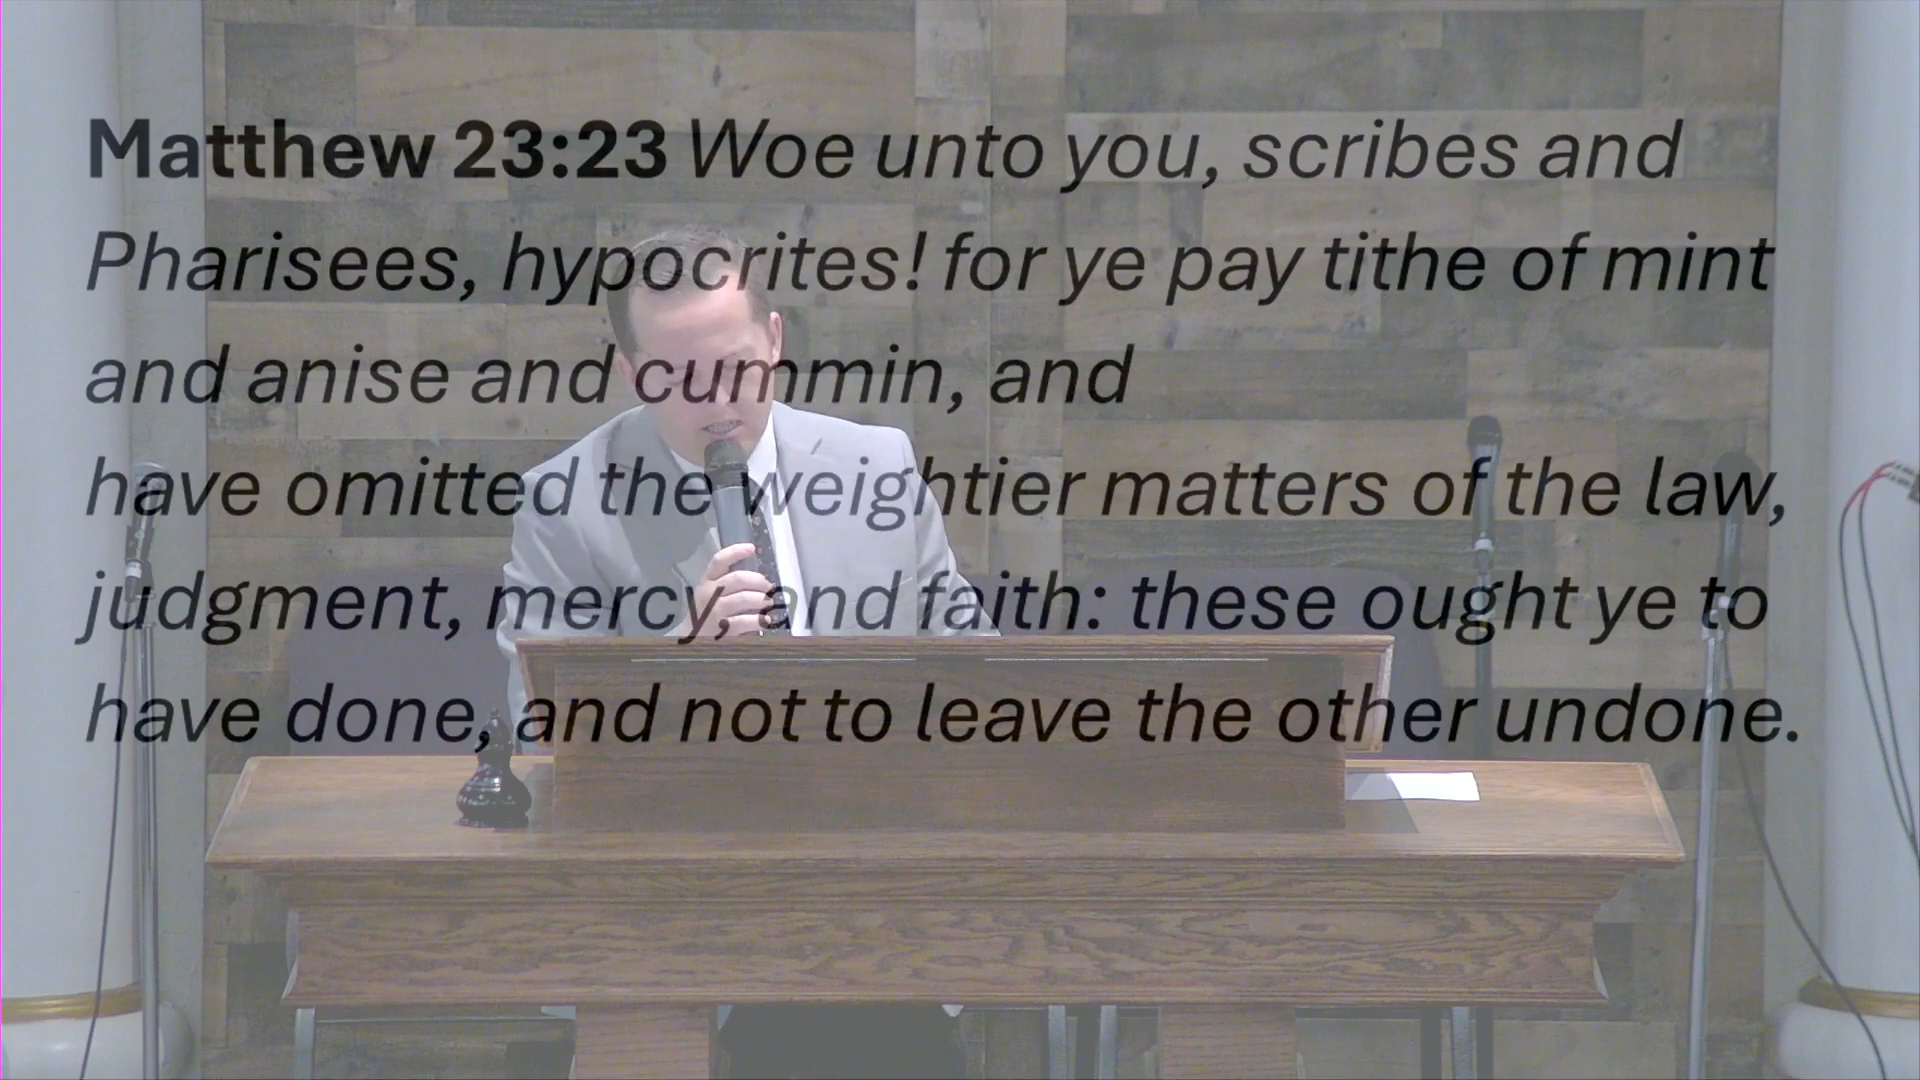 Matthew 23:23 Woe unto you, scribes and
Pharisees, hypocrites! for ye pay tithe of mint
and anise and cummin, and
have omitted the weightier matters of the law,
judgment, mercy, and faith: these ought ye to
have done, and not to leave the other undone.